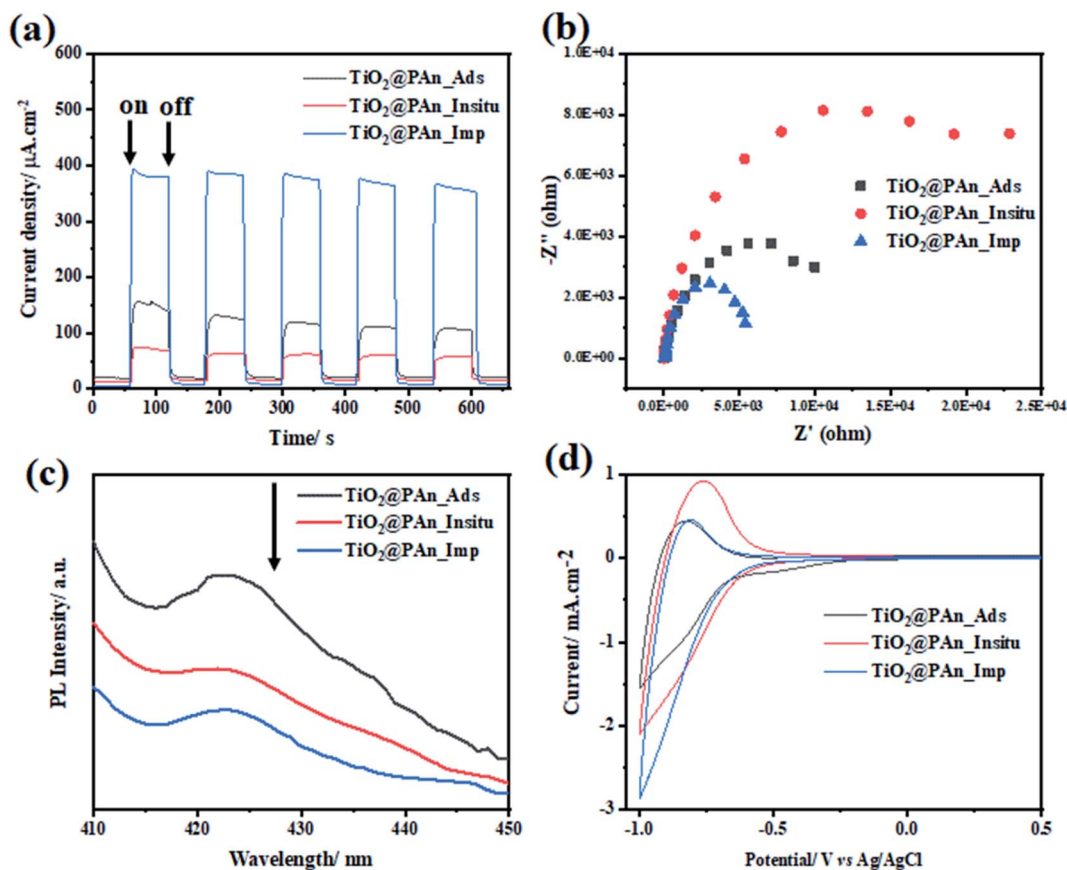 (a)
600
500
400
300
200
100
0
Current density/ μA.cm⁻²
on off
TiO₂@PAn_Ads
TiO₂@PAn_Insitu
TiO₂@PAn_Imp
0 100 200 300 400 500 600
Time/ s
(b)
1.0E+04
8.0E+03
6.0E+03
4.0E+03
2.0E+03
0.0E+00
-Z'' (ohm)
TiO₂@PAn_Ads
TiO₂@PAn_Insitu
TiO₂@PAn_Imp
0.0E+00 5.0E+03 1.0E+04 1.5E+04 2.0E+04 2.5E+04
Z' (ohm)
(c)
PL Intensity/ a.u.
TiO₂@PAn_Ads
TiO₂@PAn_Insitu
TiO₂@PAn_Imp
410 420 430 440 450
Wavelength/ nm
(d)
1
0
-1
-2
-3
Current/ mA.cm⁻²
TiO₂@PAn_Ads
TiO₂@PAn_Insitu
TiO₂@PAn_Imp
-1.0 -0.5 0.0 0.5
Potential/ V vs Ag/AgCl